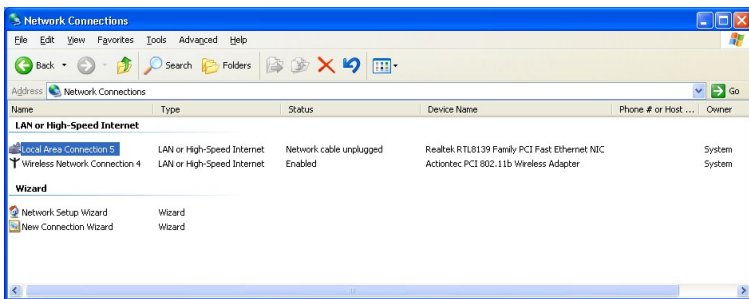 Network Connections
File Edit View Favorites Tools Advanced Help
Back Search Folders
Address Network Connections Go
Name Type Status Device Name Phone # or Host ... Owner
LAN or High-Speed Internet
Local Area Connection 5 LAN or High-Speed Internet Network cable unplugged Realtek RTL8139 Family PCI Fast Ethernet NIC System
Wireless Network Connection 4 LAN or High-Speed Internet Enabled Actiontec PCI 802.11b Wireless Adapter System
Wizard
Network Setup Wizard Wizard
New Connection Wizard Wizard